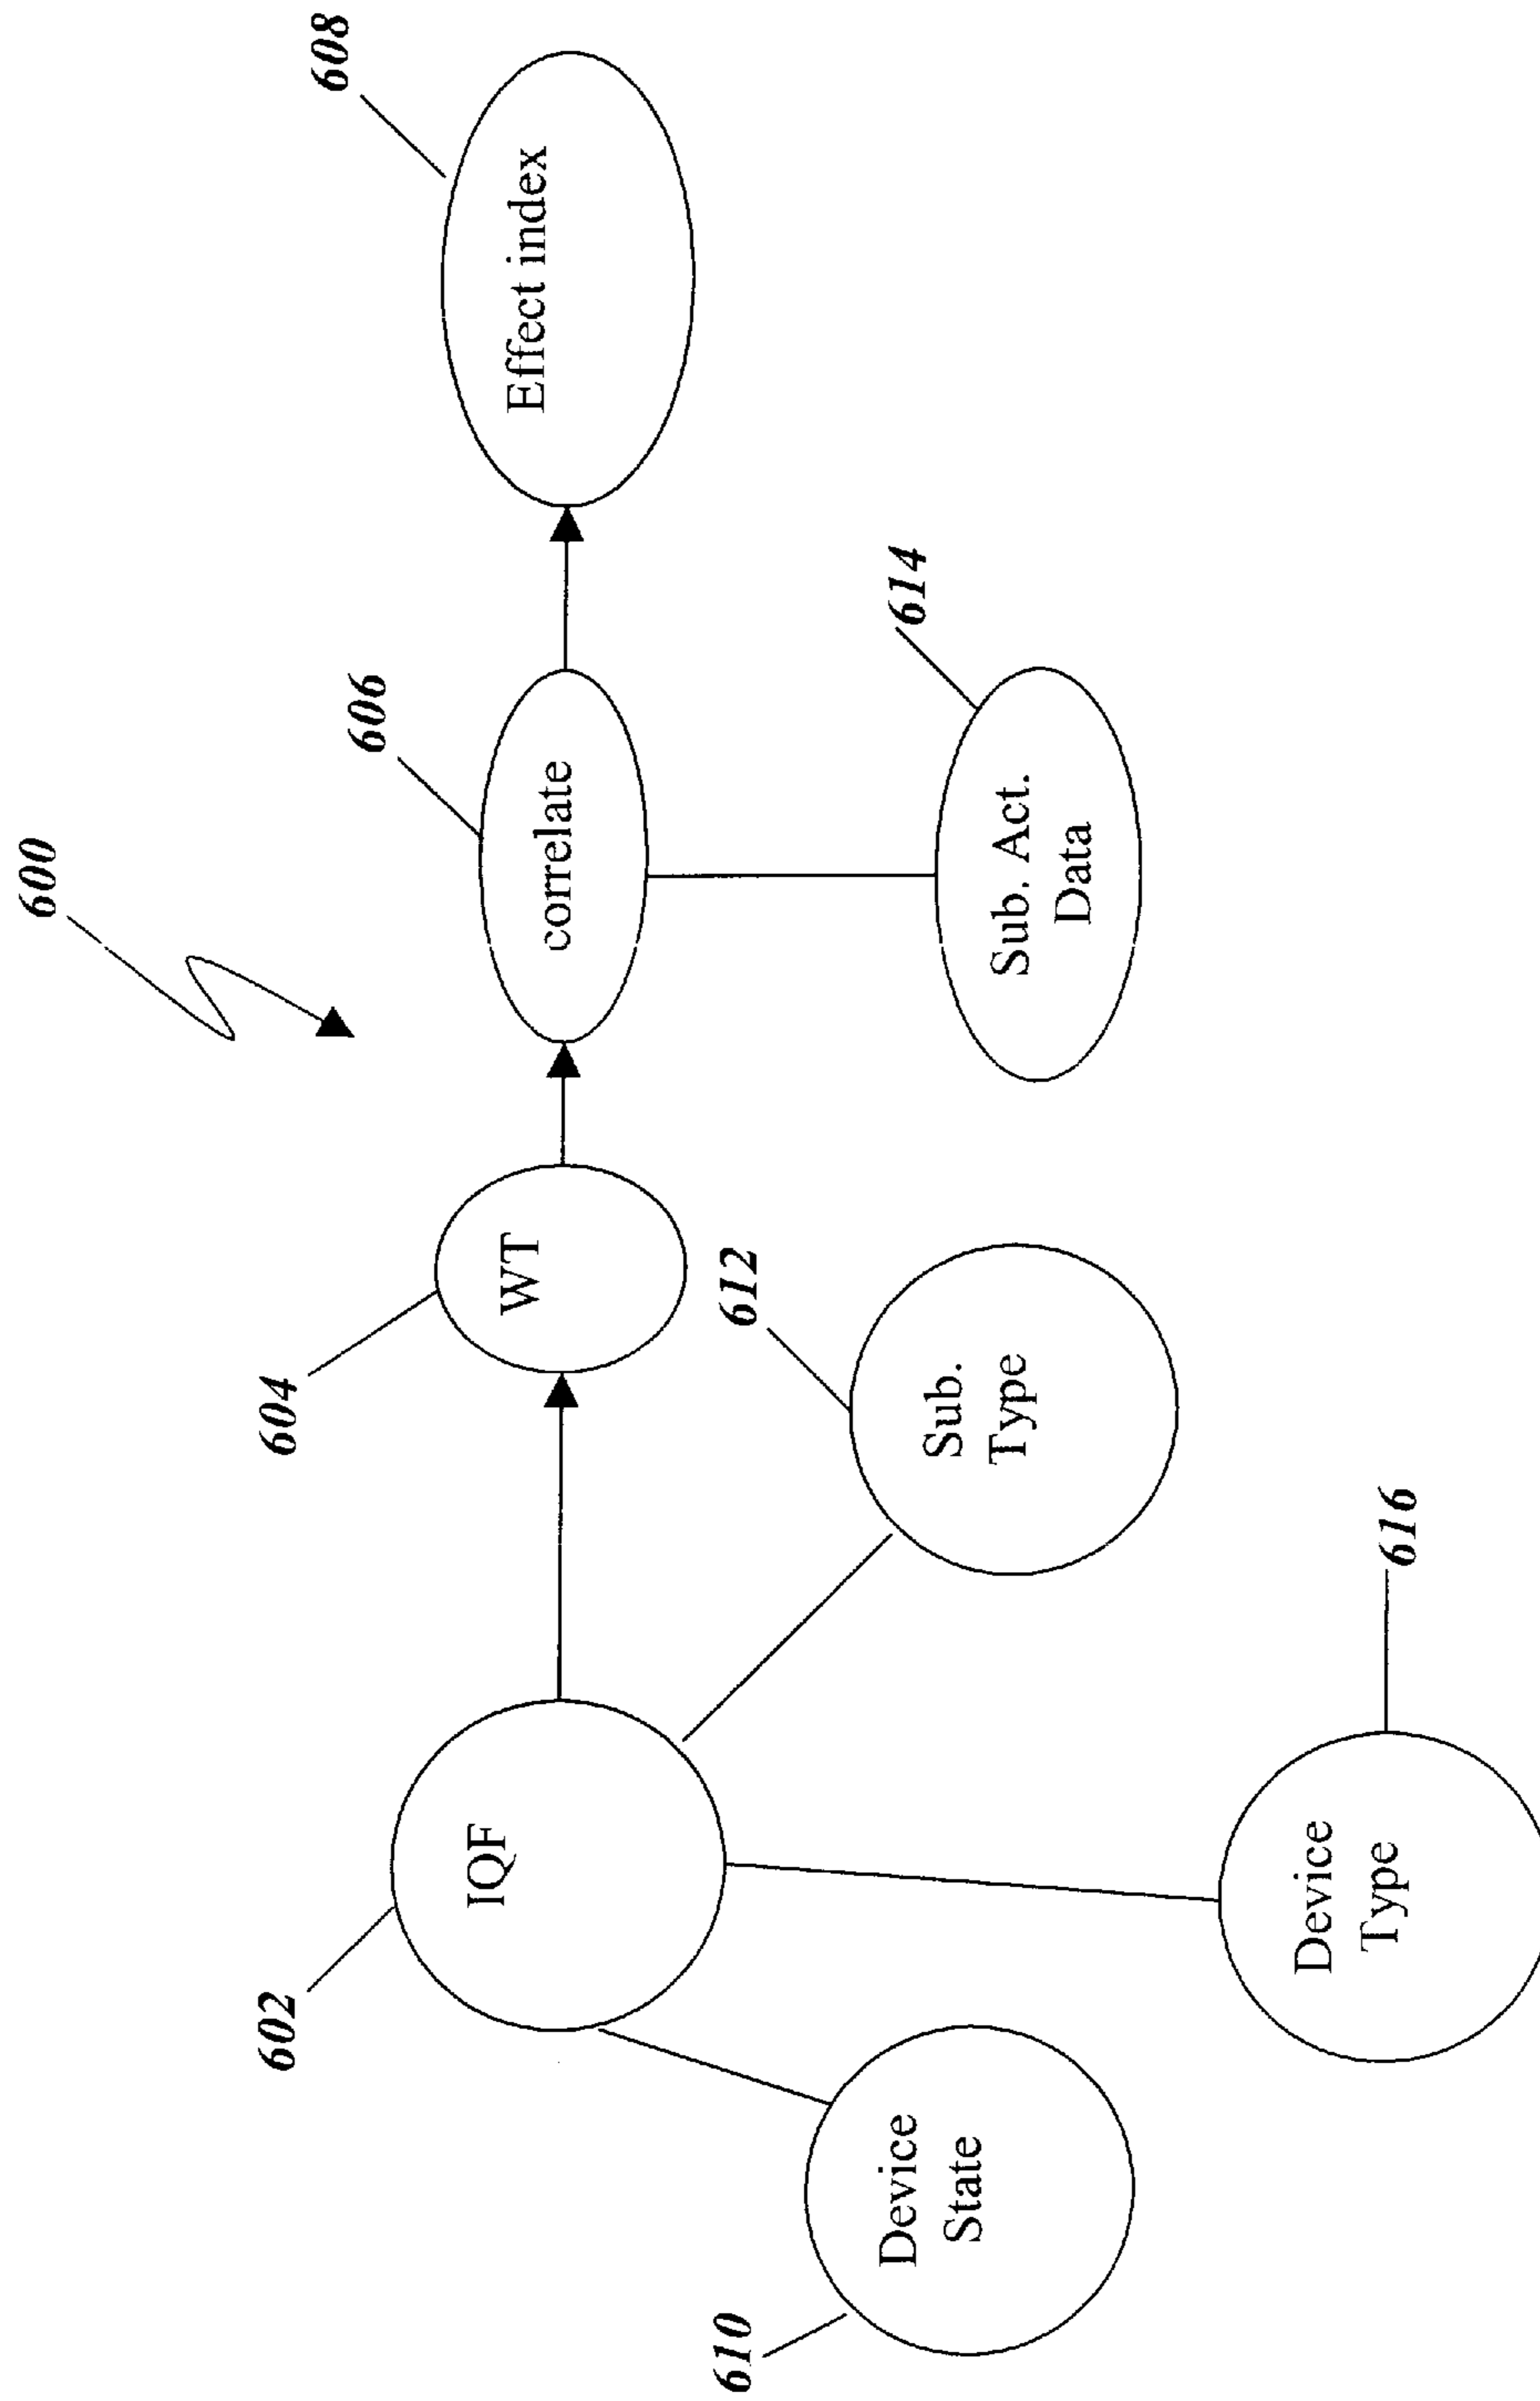 600
608
606
604
602
Effect index
correlate
WT
IQF
614
612
Sub. Act.
Data
Sub.
Type
610
Device
State
616
Device
Type